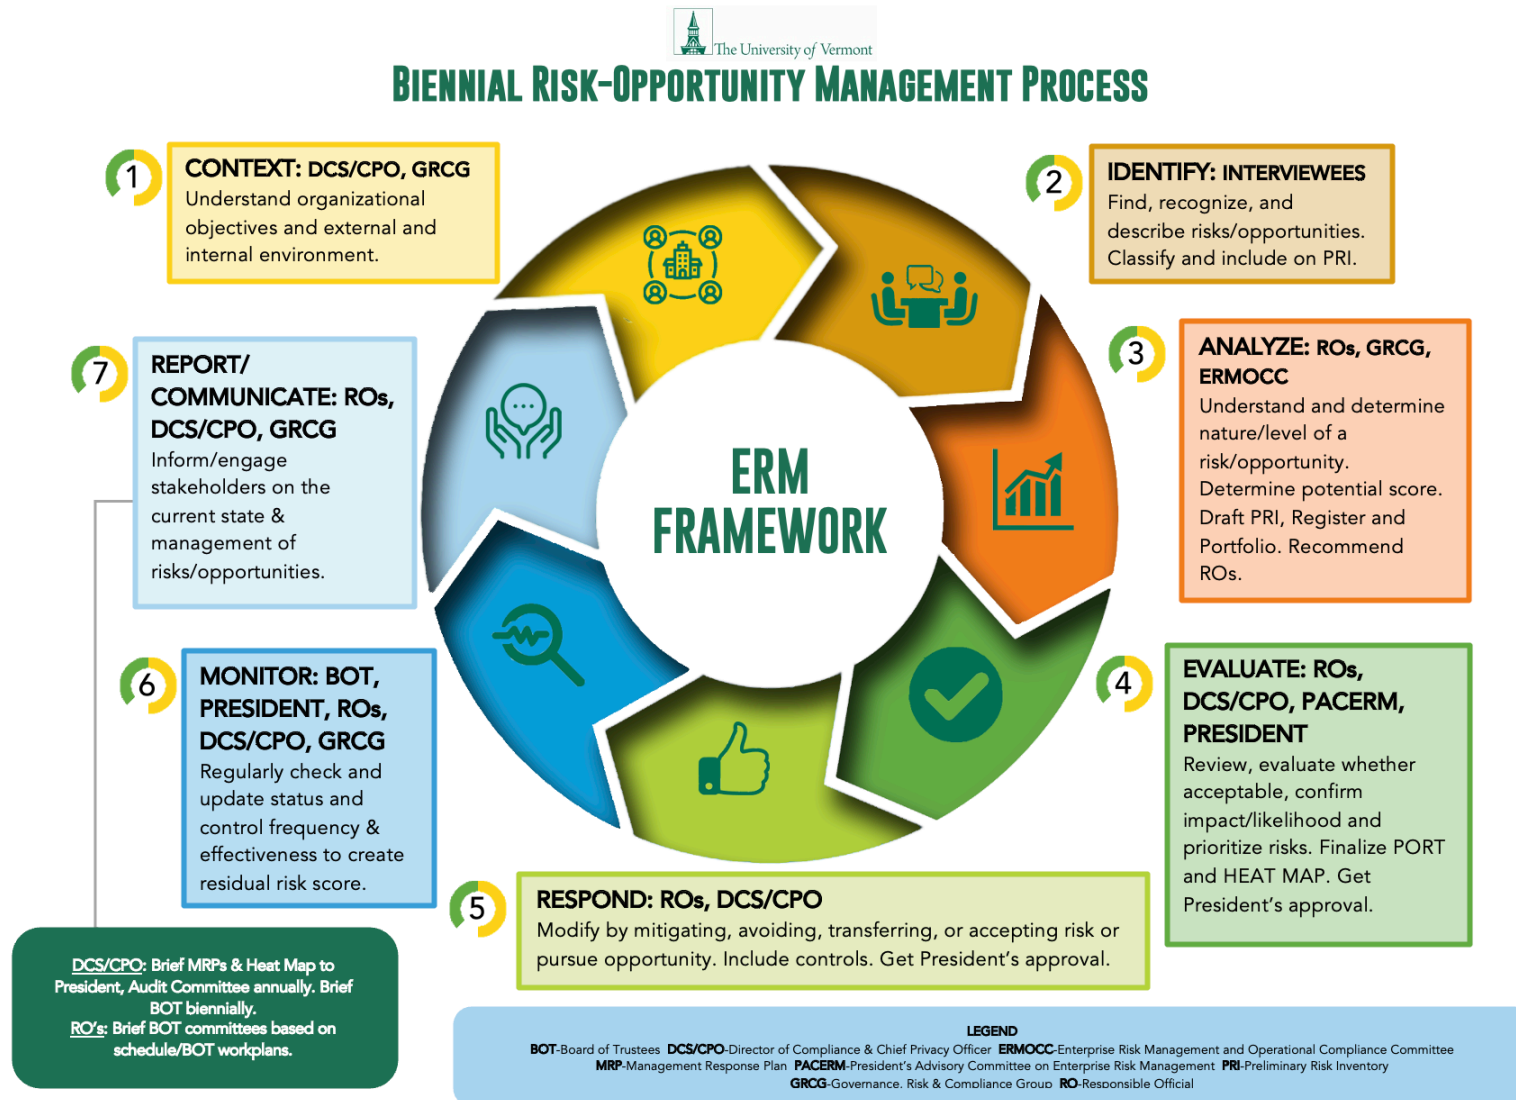 The University of Vermont
BIENNIAL RISK-OPPORTUNITY MANAGEMENT PROCESS
1
CONTEXT: DCS/CPO, GRCG
Understand organizational
objectives and external and
internal environment.
2
IDENTIFY: INTERVIEWEES
Find, recognize, and
describe risks/opportunities.
Classify and include on PRI.
3
ANALYZE: ROs, GRCG,
ERMOCC
Understand and determine
nature/level of a
risk/opportunity.
Determine potential score.
Draft PRI, Register and
Portfolio. Recommend
ROs.
4
EVALUATE: ROs,
DCS/CPO, PACERM,
PRESIDENT
Review, evaluate whether
acceptable, confirm
impact/likelihood and
prioritize risks. Finalize PORT
and HEAT MAP. Get
President's approval.
5
RESPOND: ROs, DCS/CPO
Modify by mitigating, avoiding, transferring, or accepting risk or
pursue opportunity. Include controls. Get President's approval.
6
MONITOR: BOT,
PRESIDENT, ROs,
DCS/CPO, GRCG
Regularly check and
update status and
control frequency &
effectiveness to create
residual risk score.
7
REPORT/
COMMUNICATE: ROs,
DCS/CPO, GRCG
Inform/engage
stakeholders on the
current state &
management of
risks/opportunities.
ERM
FRAMEWORK
DCS/CPO: Brief MRPs & Heat Map to
President, Audit Committee annually. Brief
BOT biennially.
RO's: Brief BOT committees based on
schedule/BOT workplans.
LEGEND
BOT-Board of Trustees DCS/CPO-Director of Compliance & Chief Privacy Officer ERMOCC-Enterprise Risk Management and Operational Compliance Committee
MRP-Management Response Plan PACERM-President's Advisory Committee on Enterprise Risk Management PRI-Preliminary Risk Inventory
GRCG-Governance, Risk & Compliance Group RO-Responsible Official